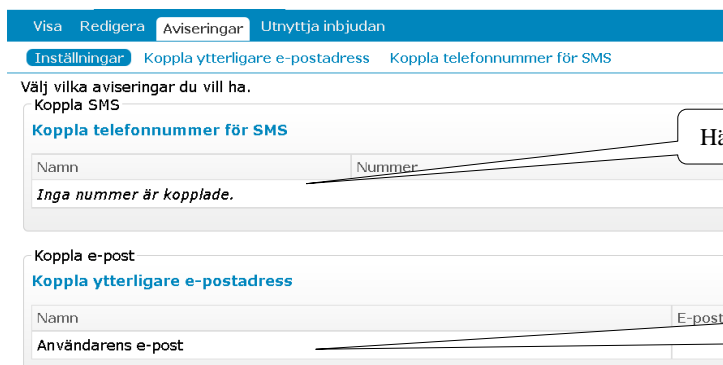 Visa Redigera Aviseringar Utnyttja inbjudan
Inställningar Koppla ytterligare e-postadress Koppla telefonnummer för SMS
Välj vilka aviseringar du vill ha.
Koppla SMS
Koppla telefonnummer för SMS
Namn Nummer
Inga nummer är kopplade.
Koppla e-post
Koppla ytterligare e-postadress
Namn E-post
Användarens e-post